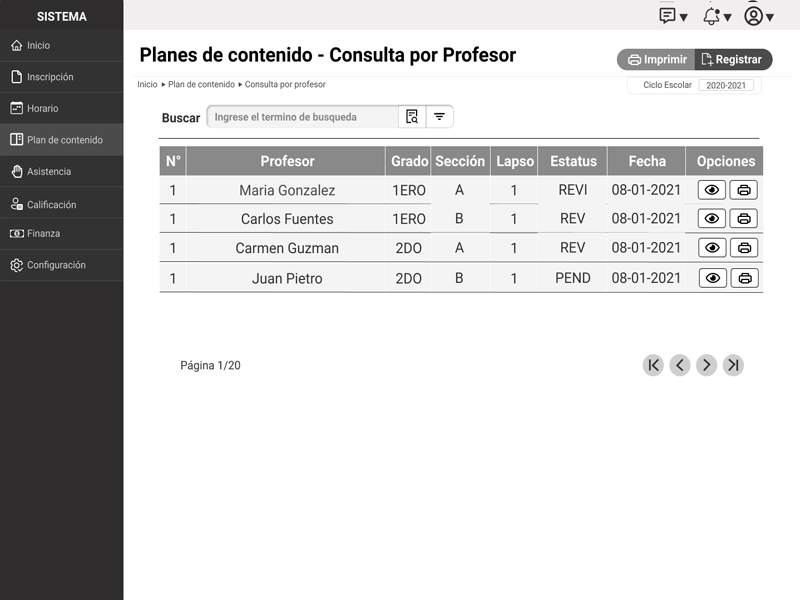 SISTEMA
Inicio
Inscripción
Horario
Plan de contenido
Asistencia
Calificación
Finanza
Configuración
Planes de contenido - Consulta por Profesor
Imprimir Registrar
Inicio ▸ Plan de contenido ▸ Consulta por profesor
Ciclo Escolar 2020-2021
Buscar Ingrese el termino de busqueda
N° Profesor Grado Sección Lapso Estatus Fecha Opciones
1 Maria Gonzalez 1ERO A 1 REVI 08-01-2021
1 Carlos Fuentes 1ERO B 1 REV 08-01-2021
1 Carmen Guzman 2DO A 1 REV 08-01-2021
1 Juan Pietro 2DO B 1 PEND 08-01-2021
Página 1/20